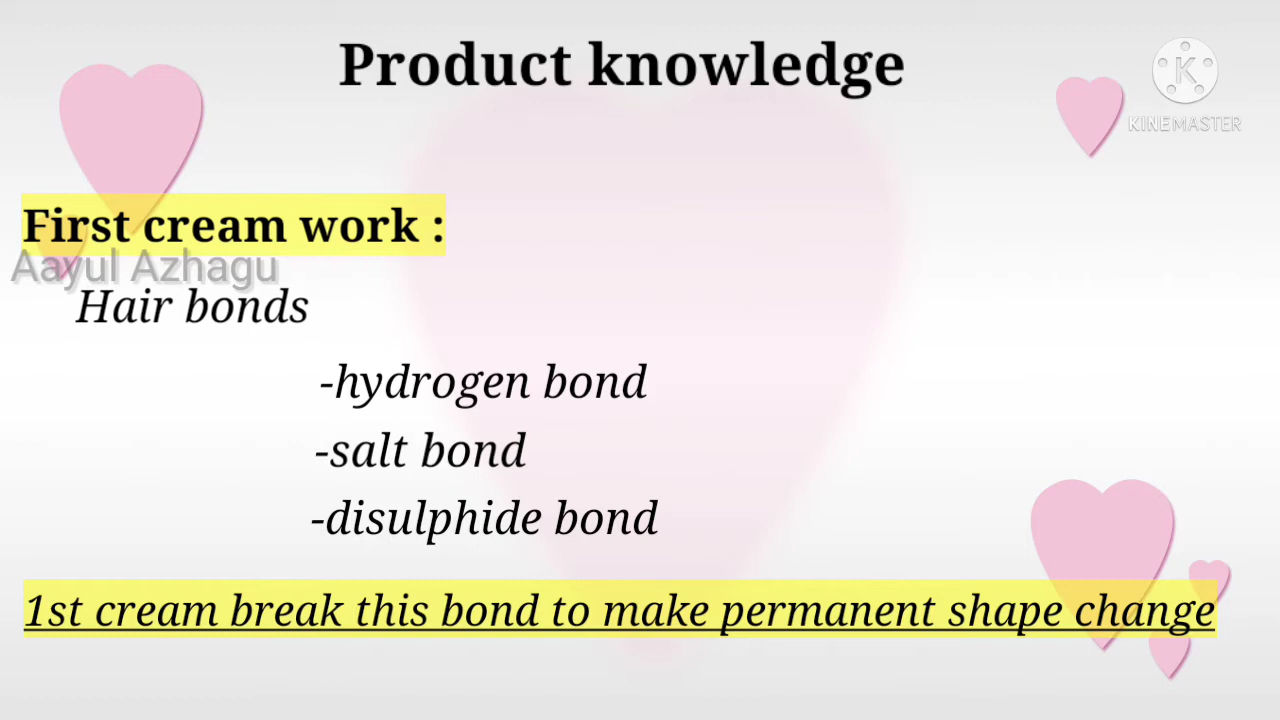 Product knowledge
K
KINEMASTER
First cream work :
Aayul Azhagu
Hair bonds
-hydrogen bond
-salt bond
-disulphide bond
1st cream break this bond to make permanent shape change